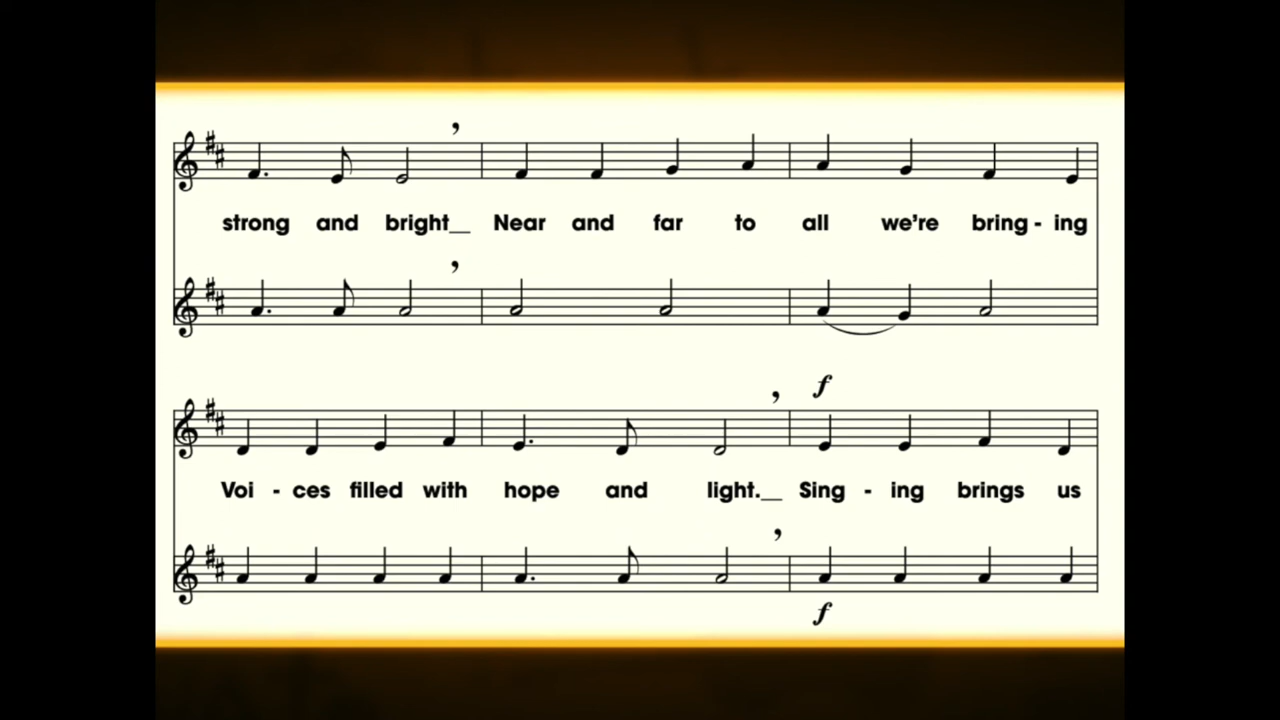 strong and bright__ Near and far to all we're bring - ing
f
Voi - ces filled with hope and light.__ Sing - ing brings us
f